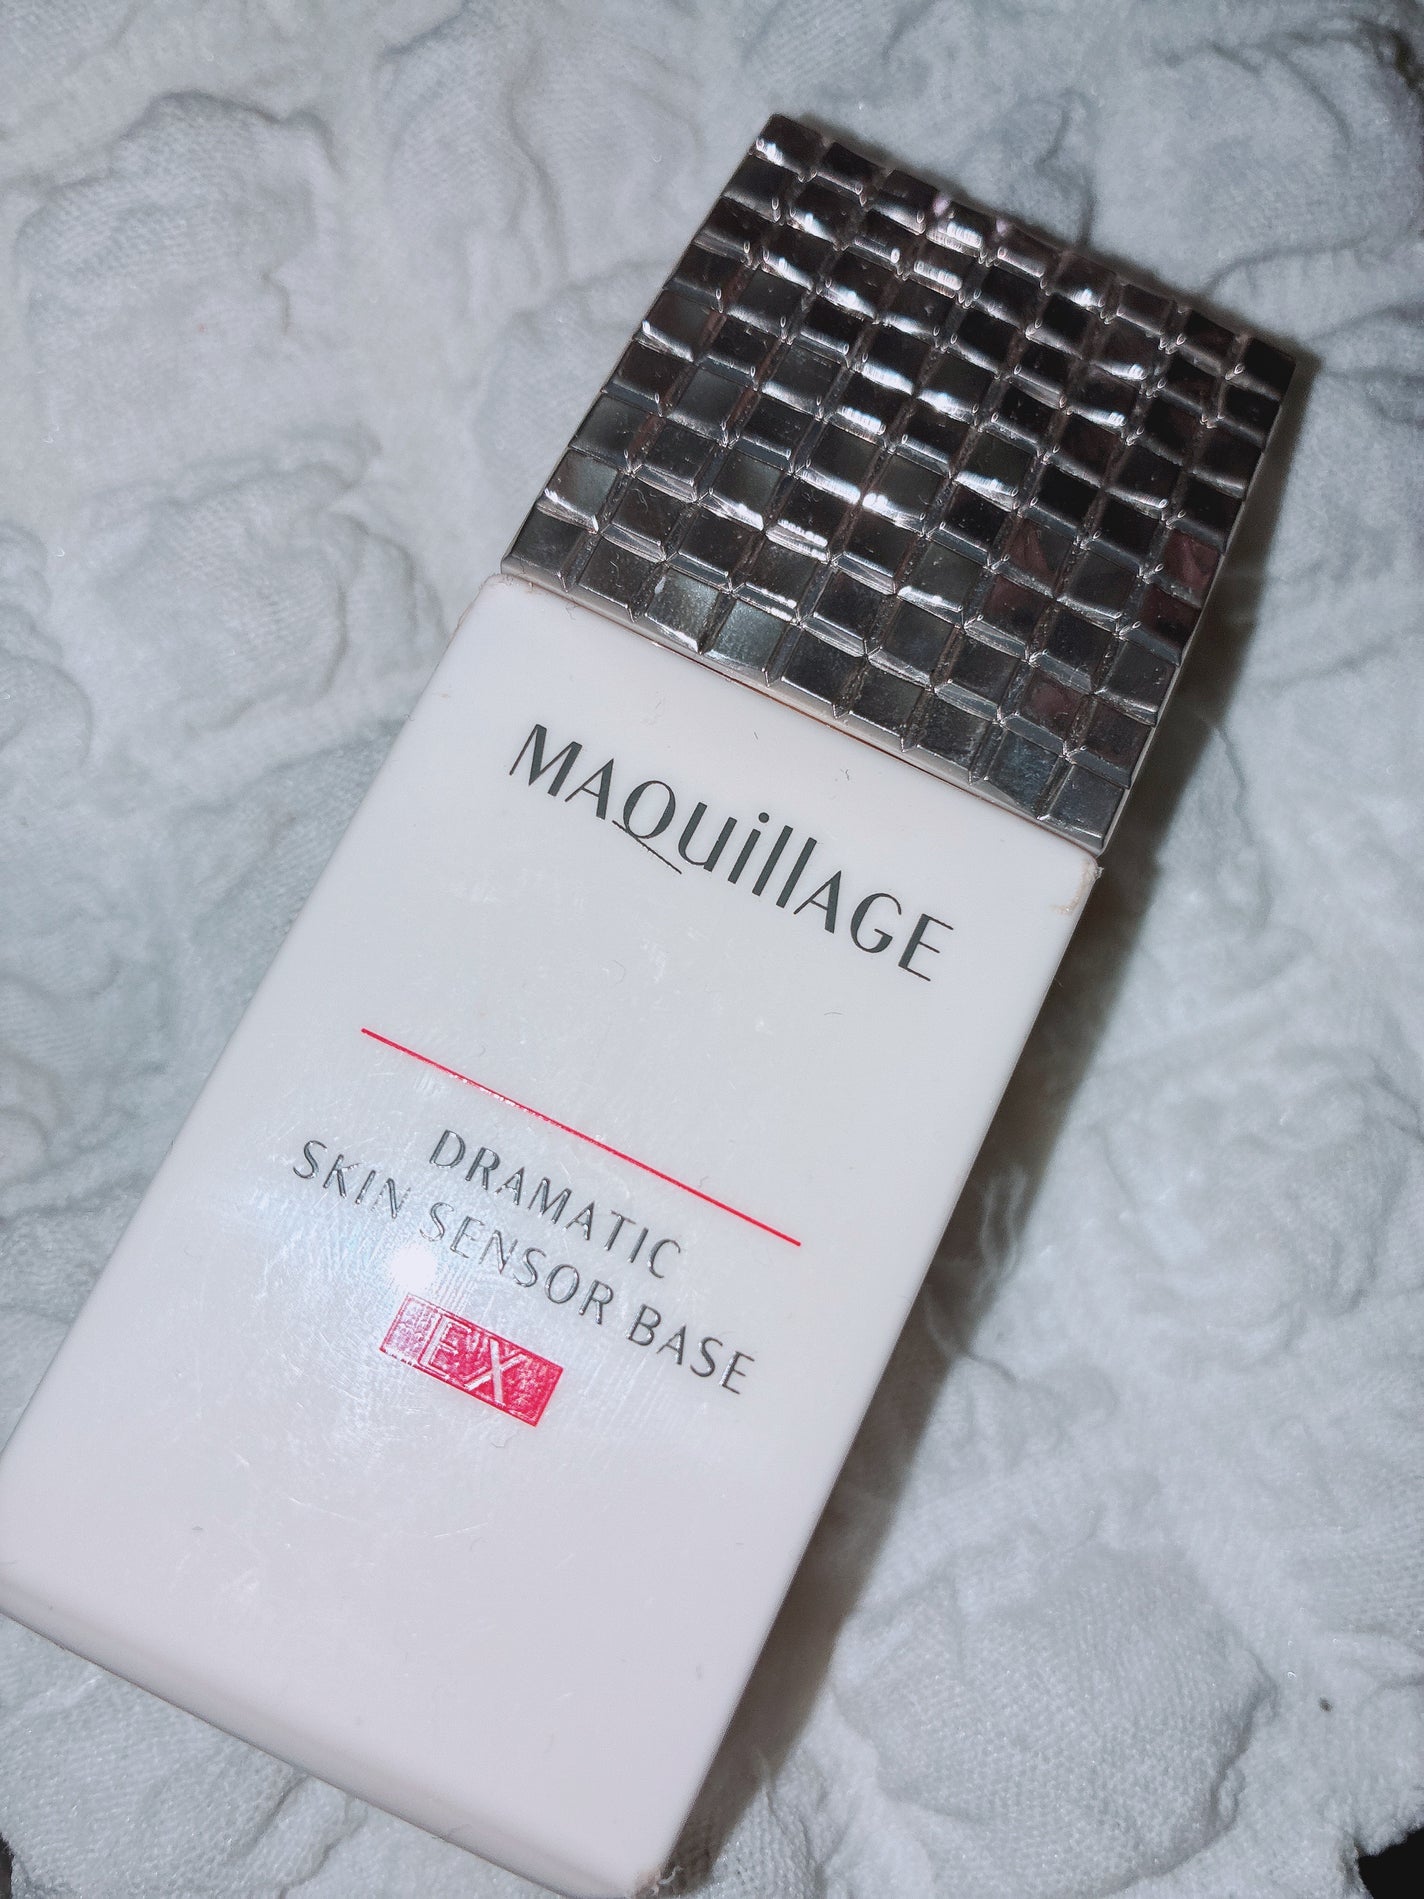 MAQuillAGE
DRAMATIC
SKIN SENSOR BASE
EX